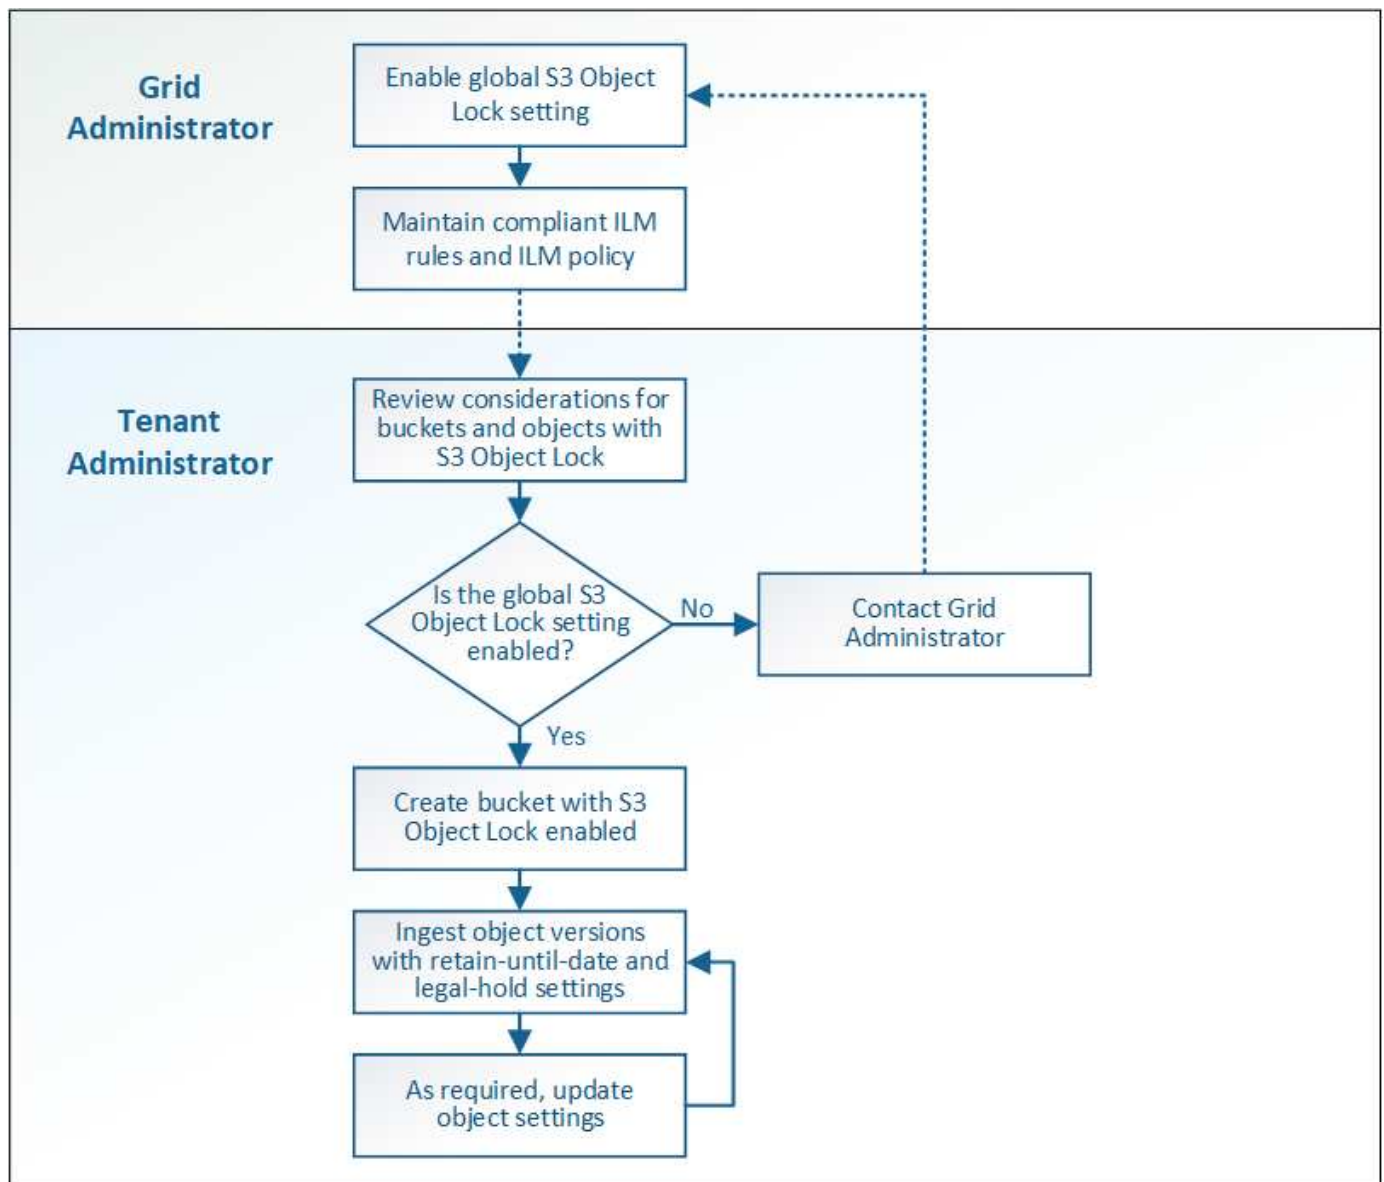 Grid
Administrator
Enable global S3 Object
Lock setting
Maintain compliant ILM
rules and ILM policy
Tenant
Administrator
Review considerations for
buckets and objects with
S3 Object Lock
Is the global S3
Object Lock setting
enabled?
No
Contact Grid
Administrator
Yes
Create bucket with S3
Object Lock enabled
Ingest object versions
with retain-until-date and
legal-hold settings
As required, update
object settings